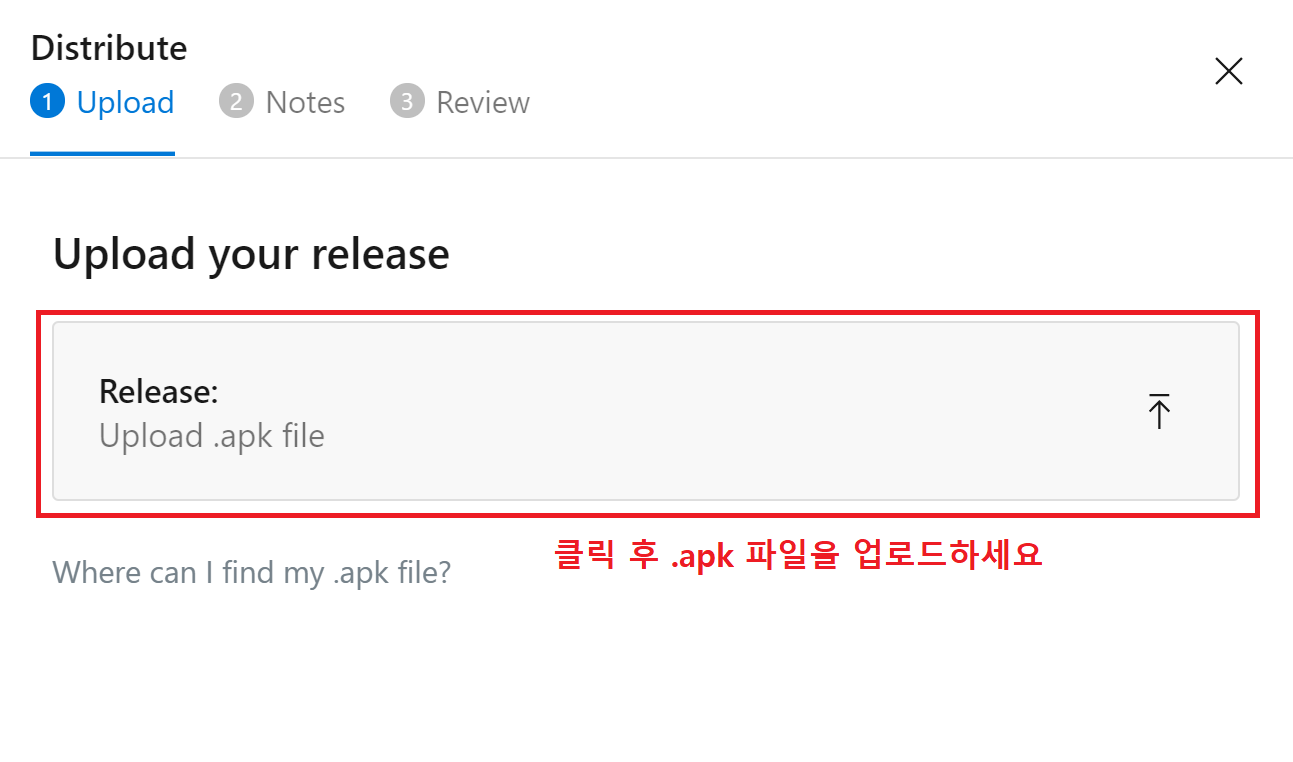 Distribute
1 Upload 2 Notes 3 Review
Upload your release
Release:
Upload .apk file
클릭 후 .apk 파일을 업로드하세요
Where can I find my .apk file?